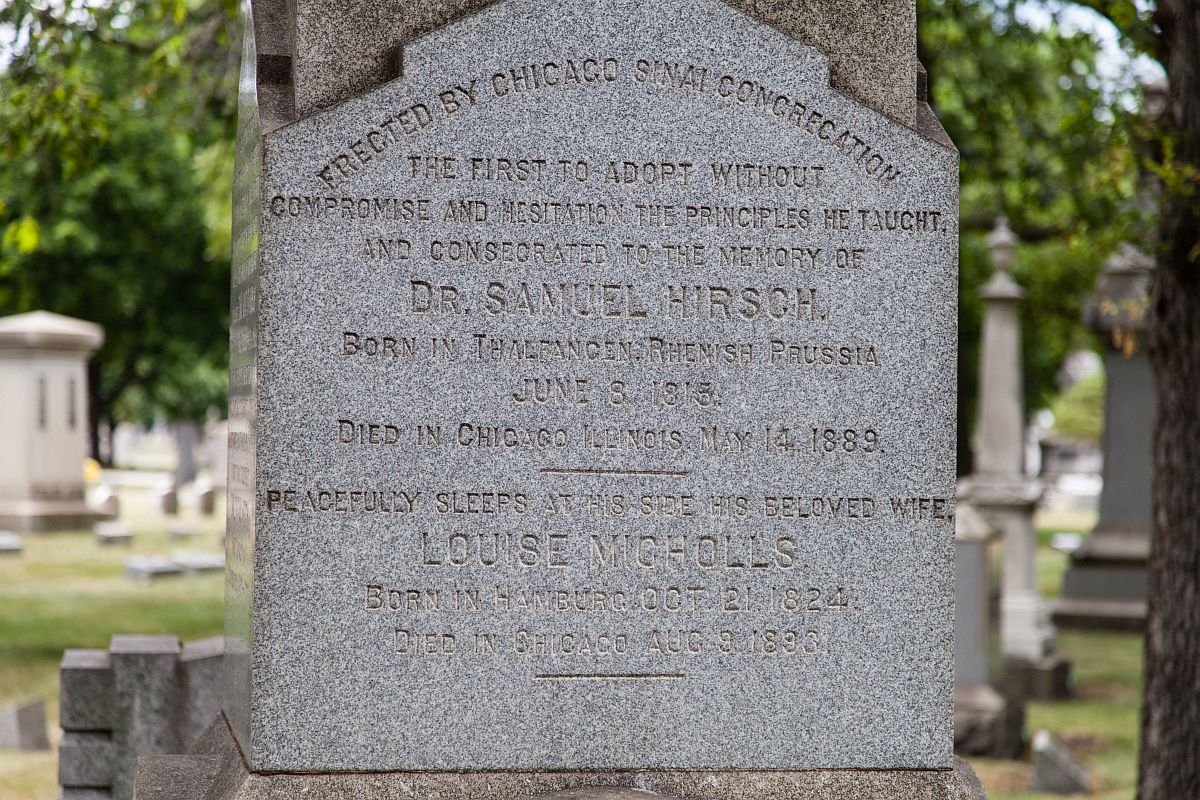 ERECTED BY CHICAGO SINAI CONGREGATION
THE FIRST TO ADOPT WITHOUT
COMPROMISE AND HESITATION THE PRINCIPLES HE TAUGHT,
AND CONSECRATED TO THE MEMORY OF
DR. SAMUEL HIRSCH.
BORN IN THALFANGEN, RHENISH PRUSSIA
JUNE 8, 1815.
DIED IN CHICAGO ILLINOIS, MAY 14, 1889.
PEACEFULLY SLEEPS AT HIS SIDE HIS BELOVED WIFE,
LOUISE MICHOLLS.
BORN IN HAMBURG OCT. 21, 1824.
DIED IN CHICAGO AUG 9 1893.